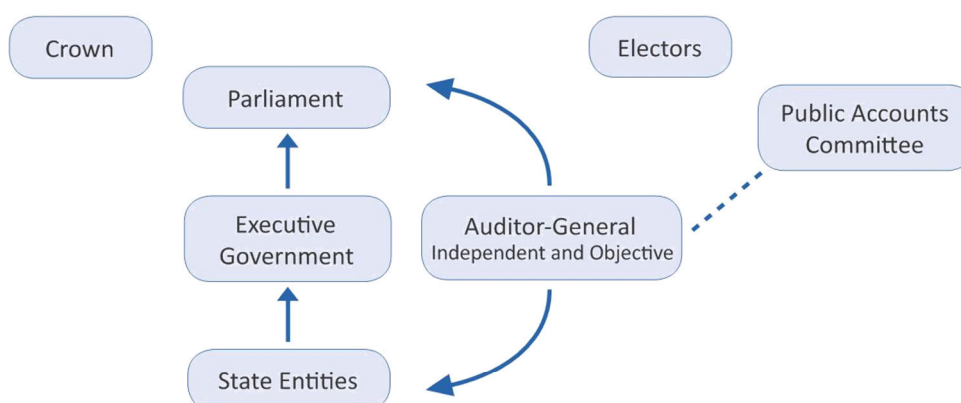 Crown
Electors
Parliament
Public Accounts
Committee
Executive
Government
Auditor-General
Independent and Objective
State Entities